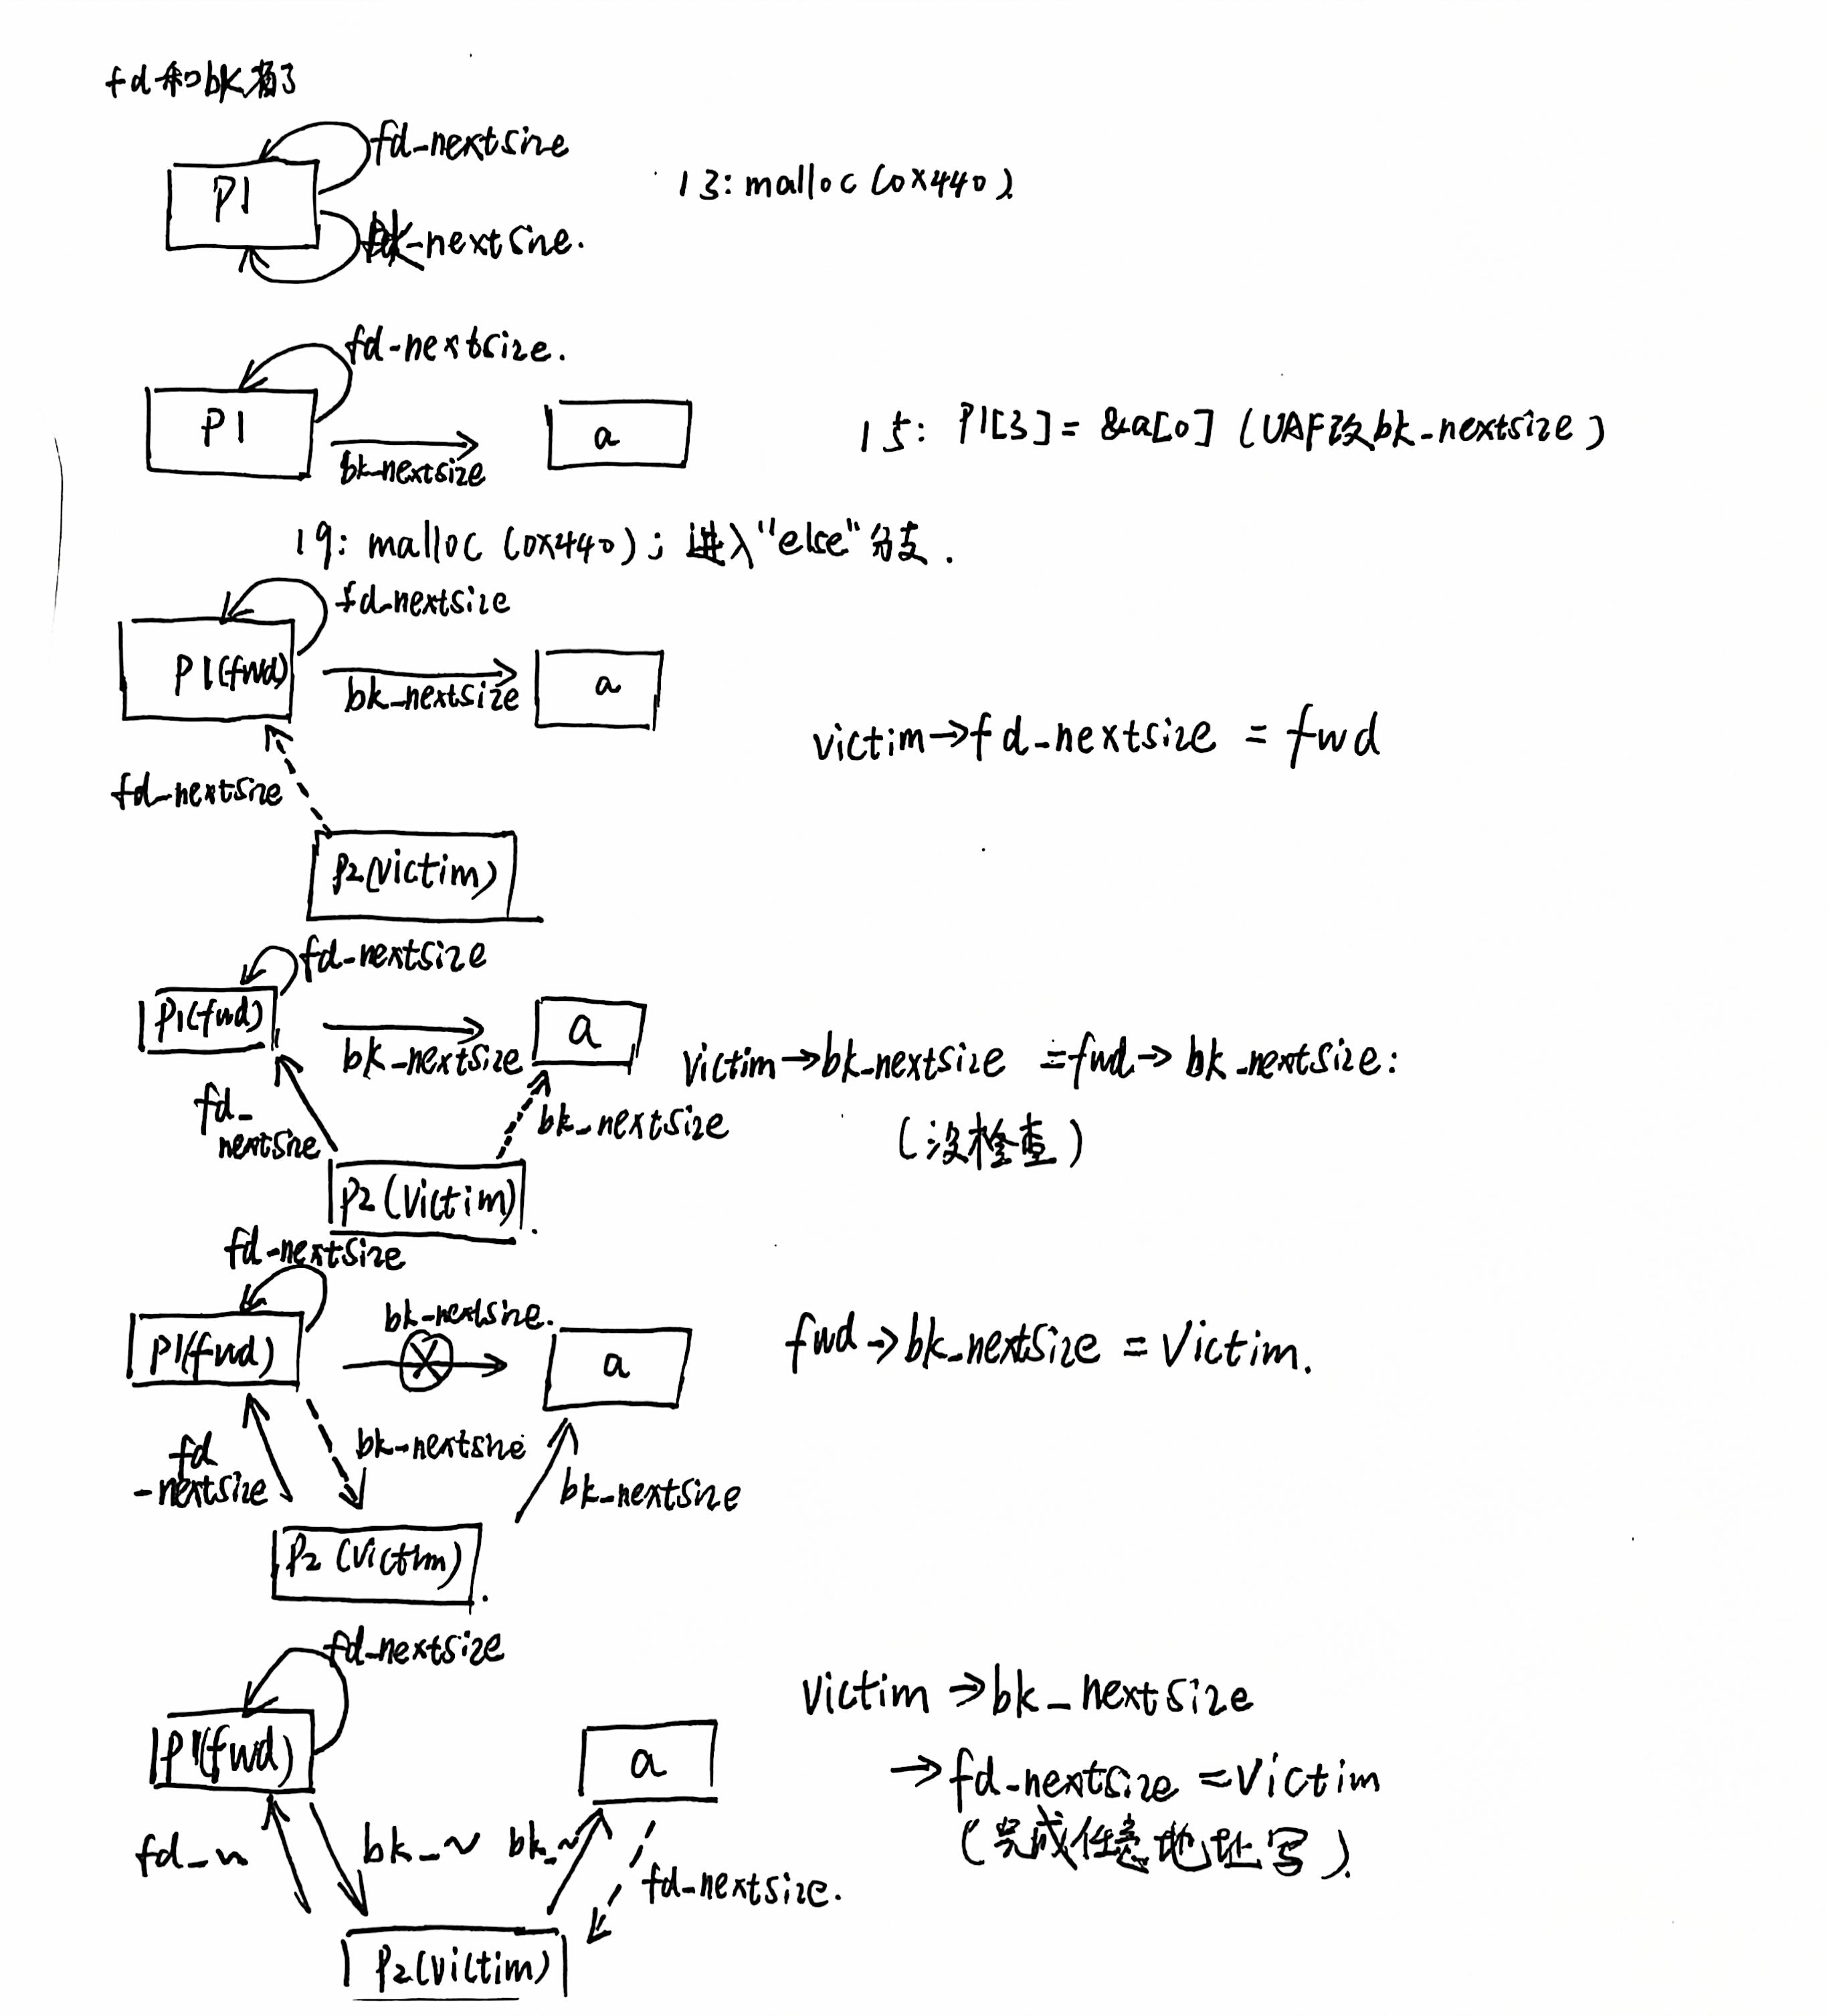 fd和bk猫了
fd-nextsize
P1
13: malloc(0x440)
bk-nextsize.
fd-nextsize.
P1
a
15: P1[3] = &a[0] (UAF改bk-nextsize)
bk-nextsize
19: malloc(0x440); 进入"else"分支.
fd-nextsize
P1(fwd)
a
bk-nextsize
victim→fd-nextsize = fwd
fd-nextsize
P2(victim)
fd-nextsize
P1(fwd)
a
bk-nextsize
victim→bk-nextsize =fwd→bk-nextsize:
fd-
nextsize
bk-nextsize
(没检查)
P2(victim).
fd-nextsize
bk-nextsize.
P1(fwd)
a
fwd→bk-nextsize = Victim.
fd
-nextsize
bk-nextsize
bk-nextsize
P2(victim).
fd-nextsize
victim→bk-nextsize
P1(fwd)
a
→fd-nextsize = Victim
(完成任意地址写).
fd-~
bk-~
bk-~
fd-nextsize.
P2(victim)